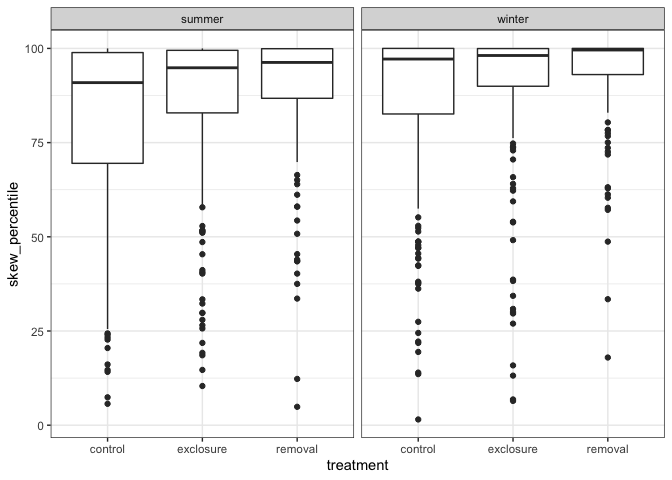 summer winter
100
75
50
25
0
skew_percentile
control exclosure removal control exclosure removal
treatment